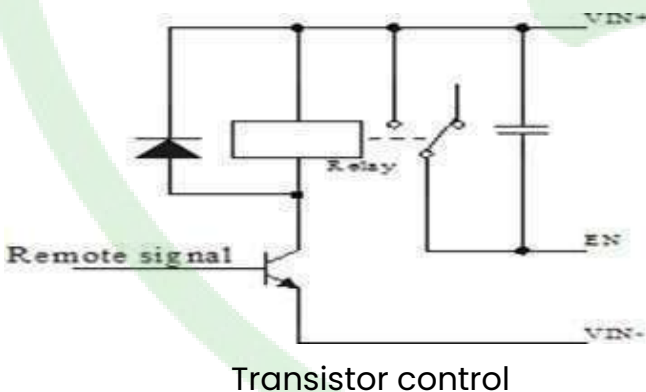 VIN+
Relay
EN
Remote signal
VIN-
Transistor control